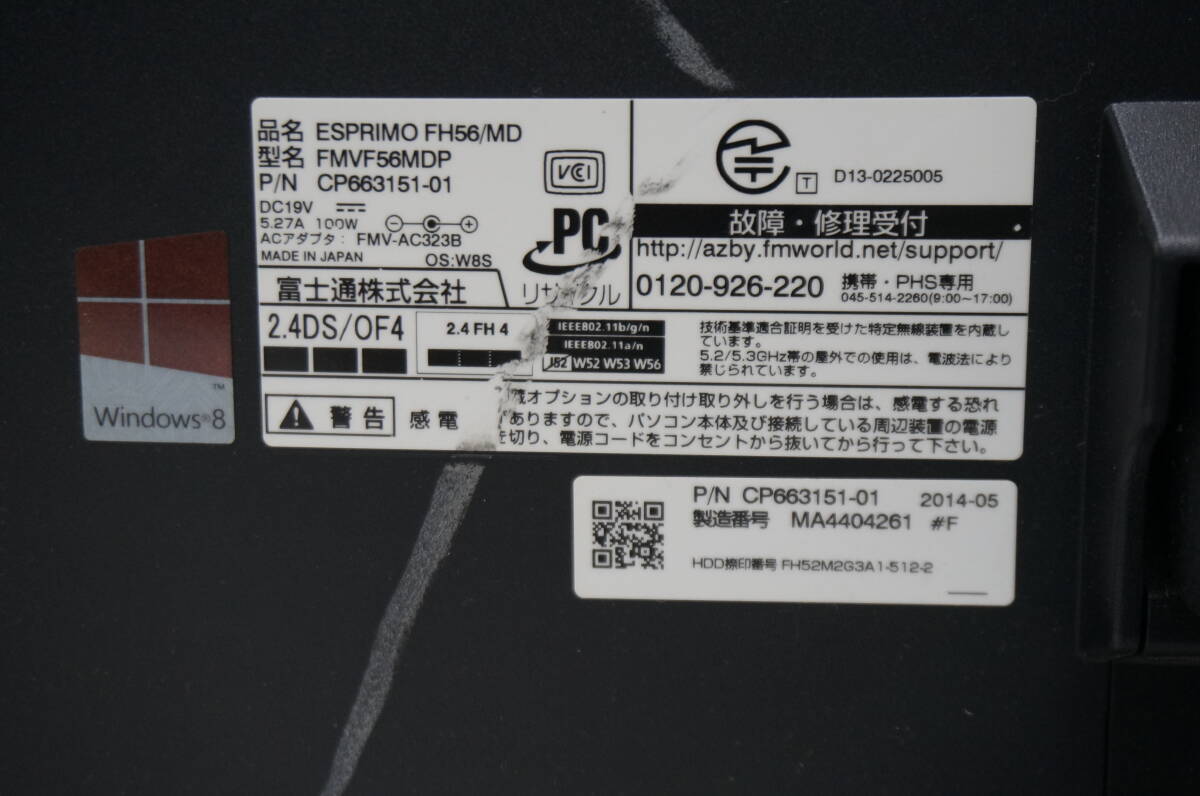 品名 ESPRIMO FH56/MD
型名 FMVF56MDP
P/N CP663151-01
DC19V
5.27A 100W
ACアダプタ: FMV-AC323B
MADE IN JAPAN OS:W8S
富士通株式会社
VCI
PC
リサイクル
T D13-0225005
故障・修理受付
http://azby.fmworld.net/support/
0120-926-220 携帯・PHS専用
045-514-2260(9:00~17:00)
2.4DS/OF4
2.4 FH 4
IEEE802.11b/g/n
IEEE802.11a/n
J52 W52 W53 W56
技術基準適合証明を受けた特定無線装置を内蔵し
ています。
5.2/5.3GHz帯の屋外での使用は、電波法により
禁じられています。
警告 感電
蔵オプションの取り付け取り外しを行う場合は、感電する恐れ
がありますので、パソコン本体及び接続している周辺装置の電源
を切り、電源コードをコンセントから抜いてから行って下さい。
Windows®8
TM
P/N CP663151-01 2014-05
製造番号 MA4404261 #F
HDD捺印番号 FH52M2G3A1-512-2